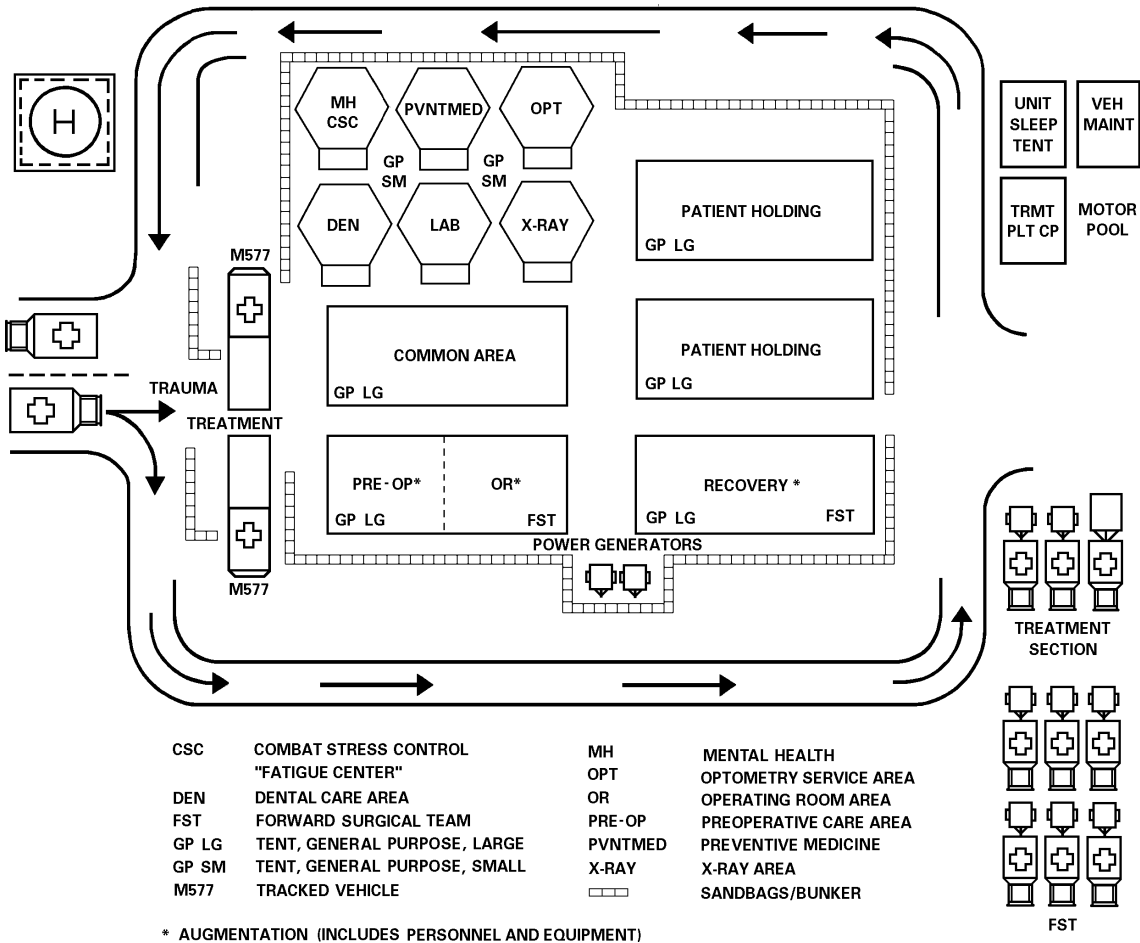 H
MH
CSC
PVNTMED
OPT
GP
SM
GP
SM
DEN
LAB
X-RAY
PATIENT HOLDING
GP LG
UNIT
SLEEP
TENT
VEH
MAINT
TRMT
PLT CP
MOTOR
POOL
M577
COMMON AREA
GP LG
PATIENT HOLDING
GP LG
TRAUMA
TREATMENT
PRE-OP*
OR*
GP LG
FST
RECOVERY *
GP LG
FST
POWER GENERATORS
M577
TREATMENT
SECTION
CSC COMBAT STRESS CONTROL
"FATIGUE CENTER"
DEN DENTAL CARE AREA
FST FORWARD SURGICAL TEAM
GP LG TENT, GENERAL PURPOSE, LARGE
GP SM TENT, GENERAL PURPOSE, SMALL
M577 TRACKED VEHICLE
MH MENTAL HEALTH
OPT OPTOMETRY SERVICE AREA
OR OPERATING ROOM AREA
PRE-OP PREOPERATIVE CARE AREA
PVNTMED PREVENTIVE MEDICINE
X-RAY X-RAY AREA
SANDBAGS/BUNKER
FST
* AUGMENTATION (INCLUDES PERSONNEL AND EQUIPMENT)